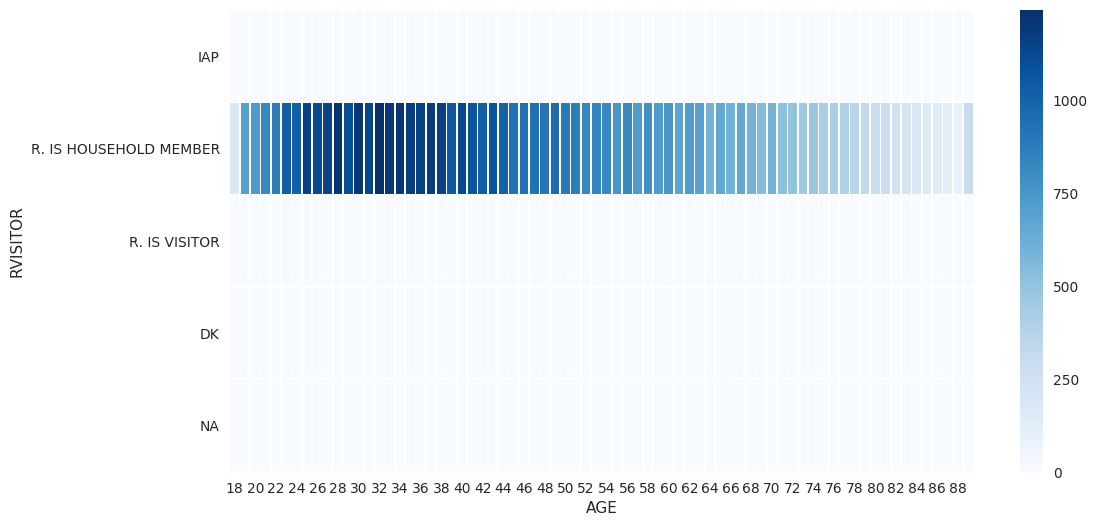 IAP
R. IS HOUSEHOLD MEMBER
R. IS VISITOR
DK
NA
RVISITOR
18 20 22 24 26 28 30 32 34 36 38 40 42 44 46 48 50 52 54 56 58 60 62 64 66 68 70 72 74 76 78 80 82 84 86 88
AGE
1000
750
500
250
0